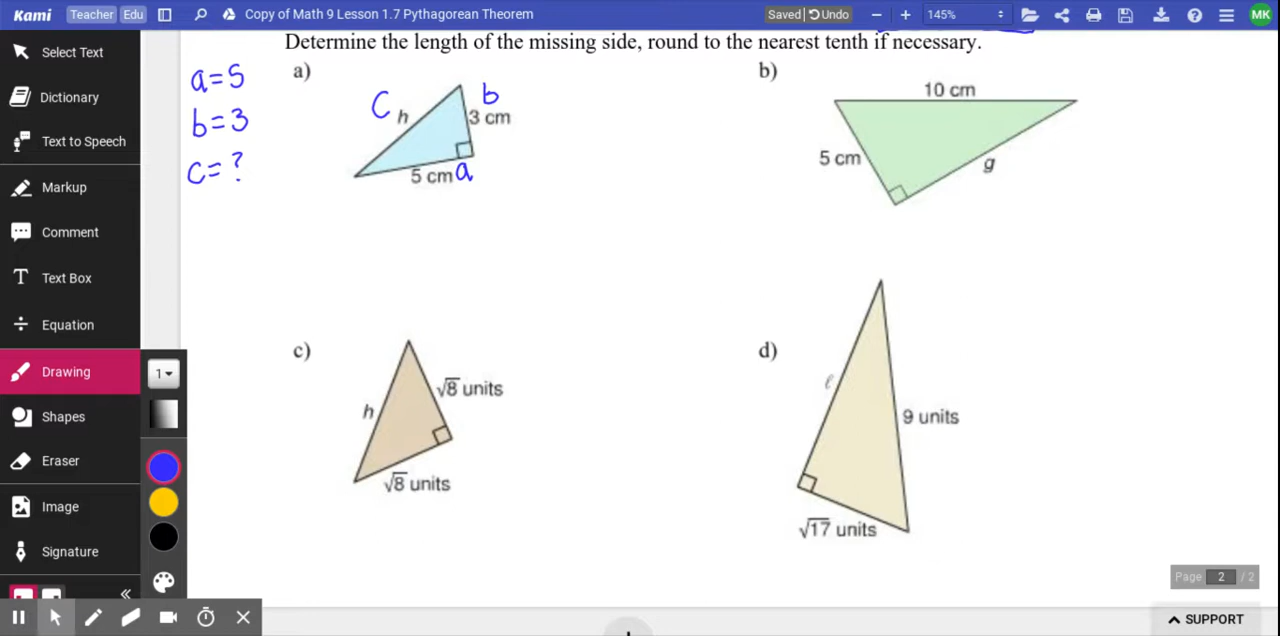 Kami Teacher Edu Copy of Math 9 Lesson 1.7 Pythagorean Theorem Saved Undo 145% MK
Select Text
Dictionary
Text to Speech
Markup
Comment
Text Box
Equation
Drawing
Shapes
Eraser
Image
Signature
1
Determine the length of the missing side, round to the nearest tenth if necessary.
a=5
b=3
c=?
a)
C
h
b
3 cm
5 cm a
b)
10 cm
5 cm
g
c)
h
√8 units
√8 units
d)
ℓ
9 units
√17 units
Page 2 / 2
SUPPORT